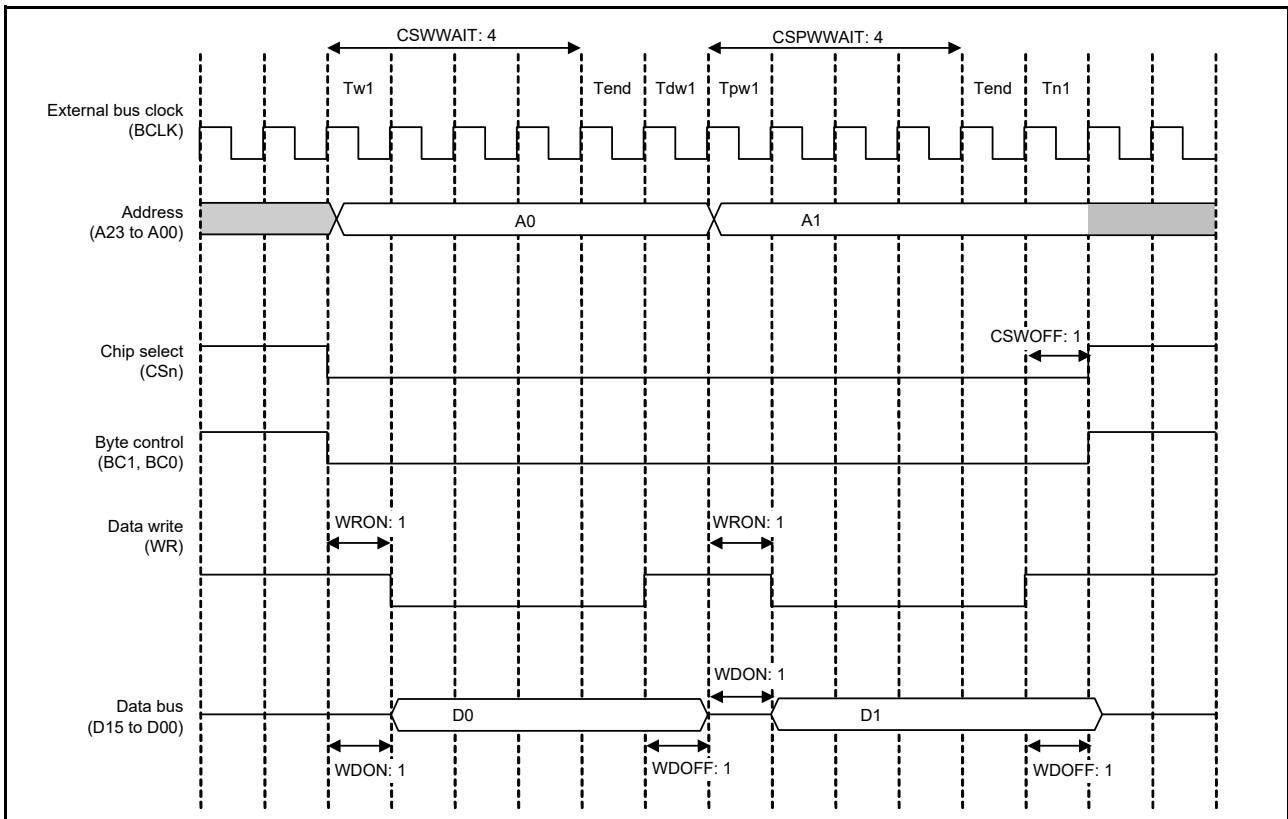 CSWWAIT: 4
CSPWWAIT: 4
Tw1
Tend
Tdw1
Tpw1
Tend
Tn1
External bus clock
(BCLK)
Address
(A23 to A00)
A0
A1
CSWOFF: 1
Chip select
(CSn)
Byte control
(BC1, BC0)
Data write
(WR)
WRON: 1
WRON: 1
WDON: 1
Data bus
(D15 to D00)
D0
D1
WDON: 1
WDOFF: 1
WDOFF: 1